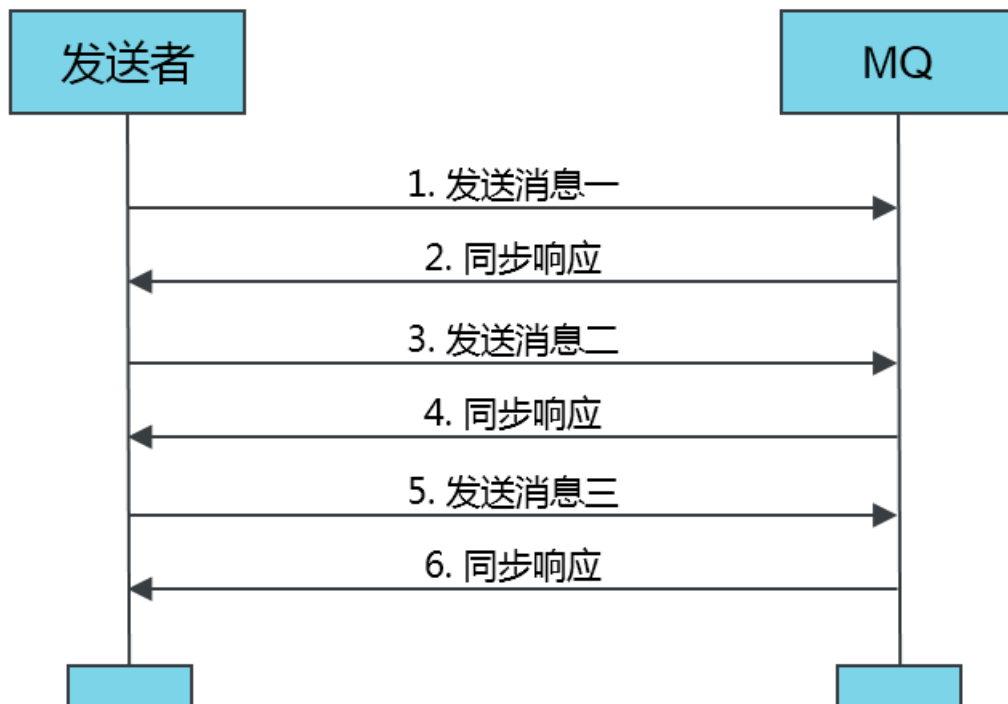 发送者
MQ
1. 发送消息一
2. 同步响应
3. 发送消息二
4. 同步响应
5. 发送消息三
6. 同步响应